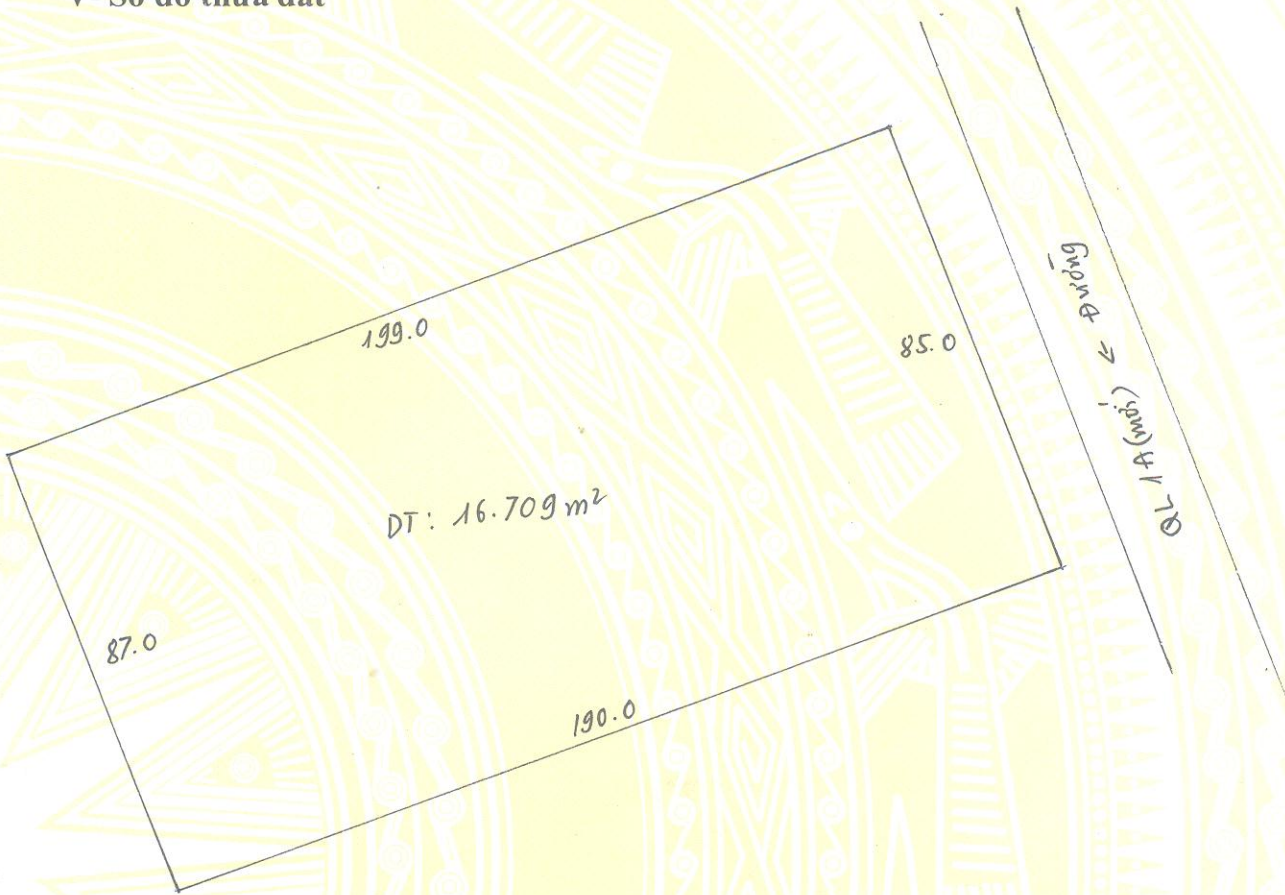 V- Sơ đồ thửa đất
199.0
85.0
QL 1A (mới) ← Đường
DT: 16.709 m²
87.0
190.0